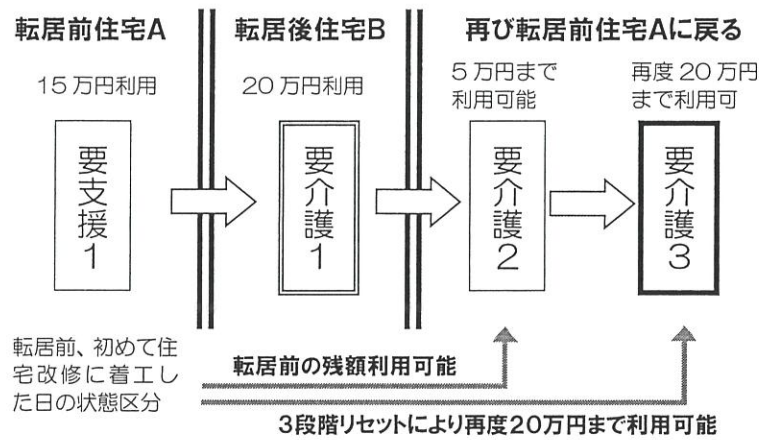 転居前住宅A
転居後住宅B
再び転居前住宅Aに戻る
15万円利用
20万円利用
5万円まで
利用可能
再度20万円
まで利用可
要支援1
要介護1
要介護2
要介護3
転居前、初めて住
宅改修に着工し
た日の状態区分
転居前の残額利用可能
3段階リセットにより再度20万円まで利用可能